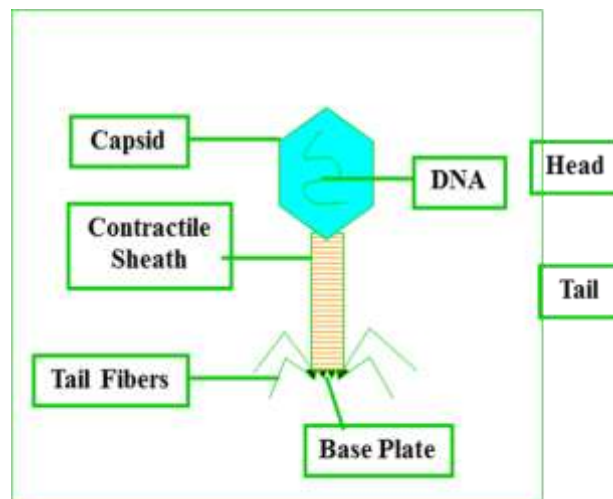 Capsid
DNA
Head
Contractile
Sheath
Tail
Tail Fibers
Base Plate